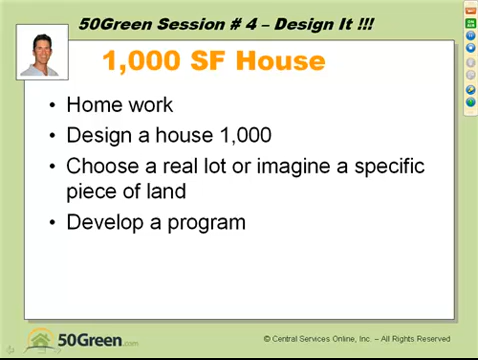 50Green Session # 4 – Design It !!!
1,000 SF House
• Home work
• Design a house 1,000
• Choose a real lot or imagine a specific
piece of land
• Develop a program
50Green.com
© Central Services Online, Inc. – All Rights Reserved